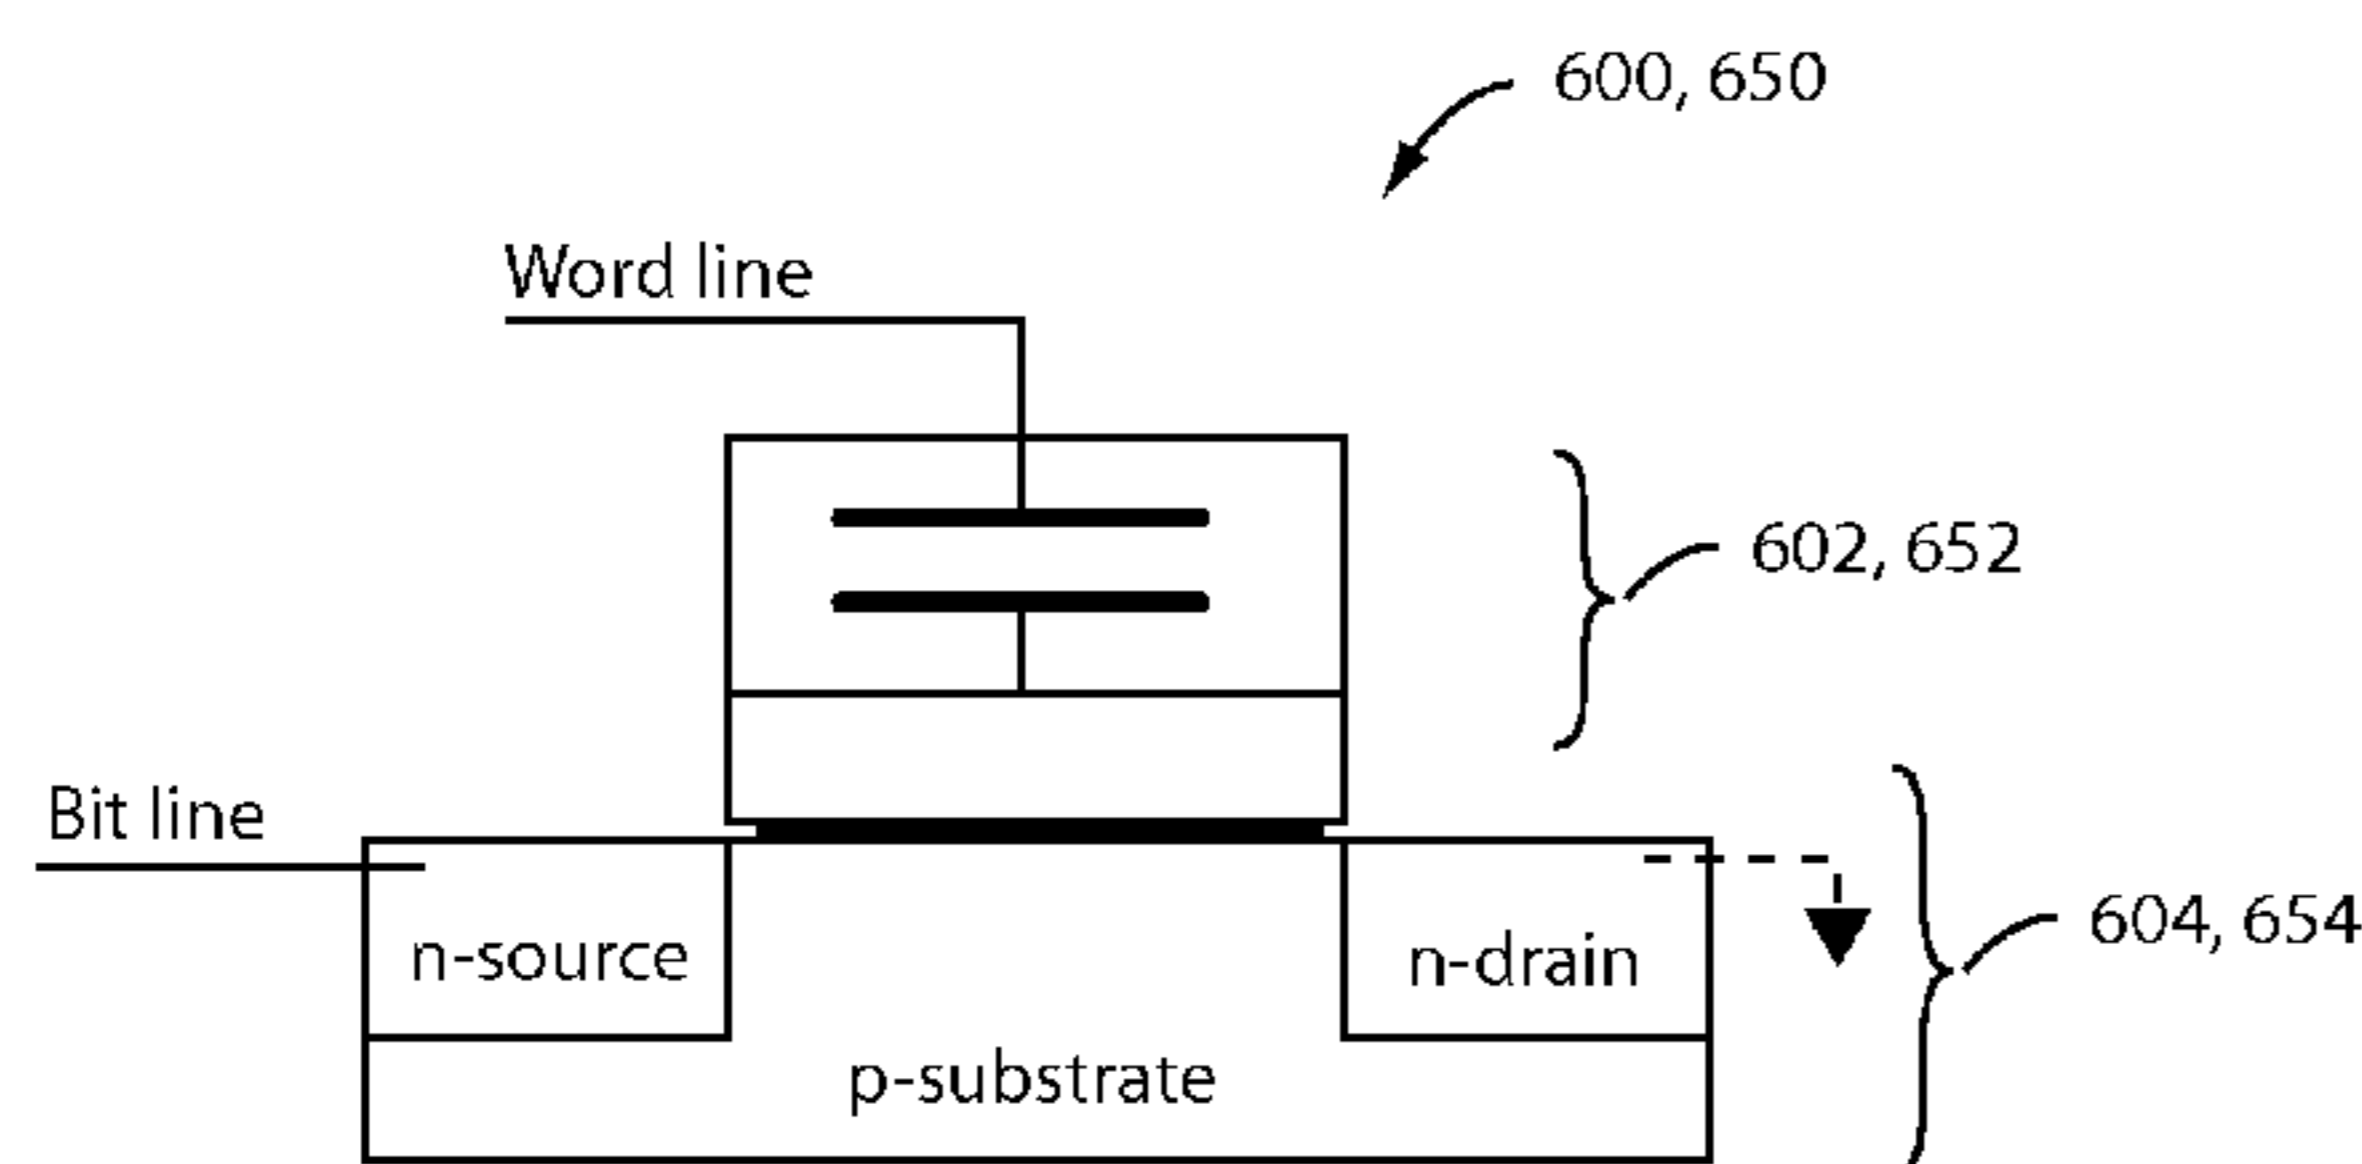 600, 650
Word line
602, 652
Bit line
604, 654
n-source
n-drain
p-substrate